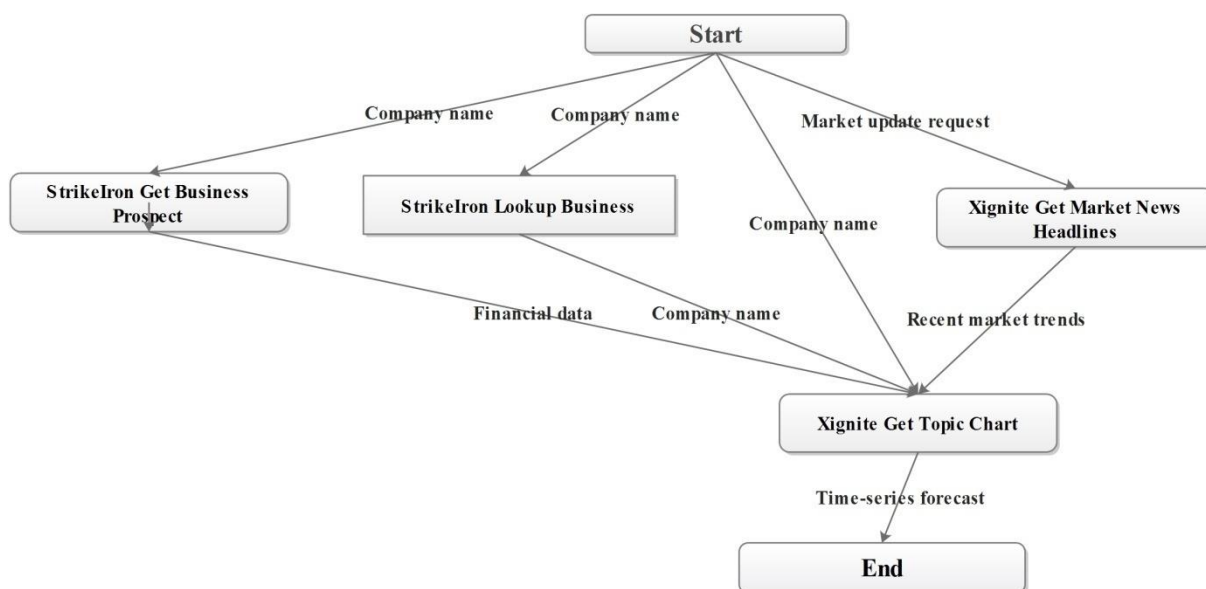 Start
Company name
Company name
Market update request
StrikeIron Get Business
Prospect
StrikeIron Lookup Business
Company name
Xignite Get Market News
Headlines
Financial data
Company name
Recent market trends
Xignite Get Topic Chart
Time-series forecast
End